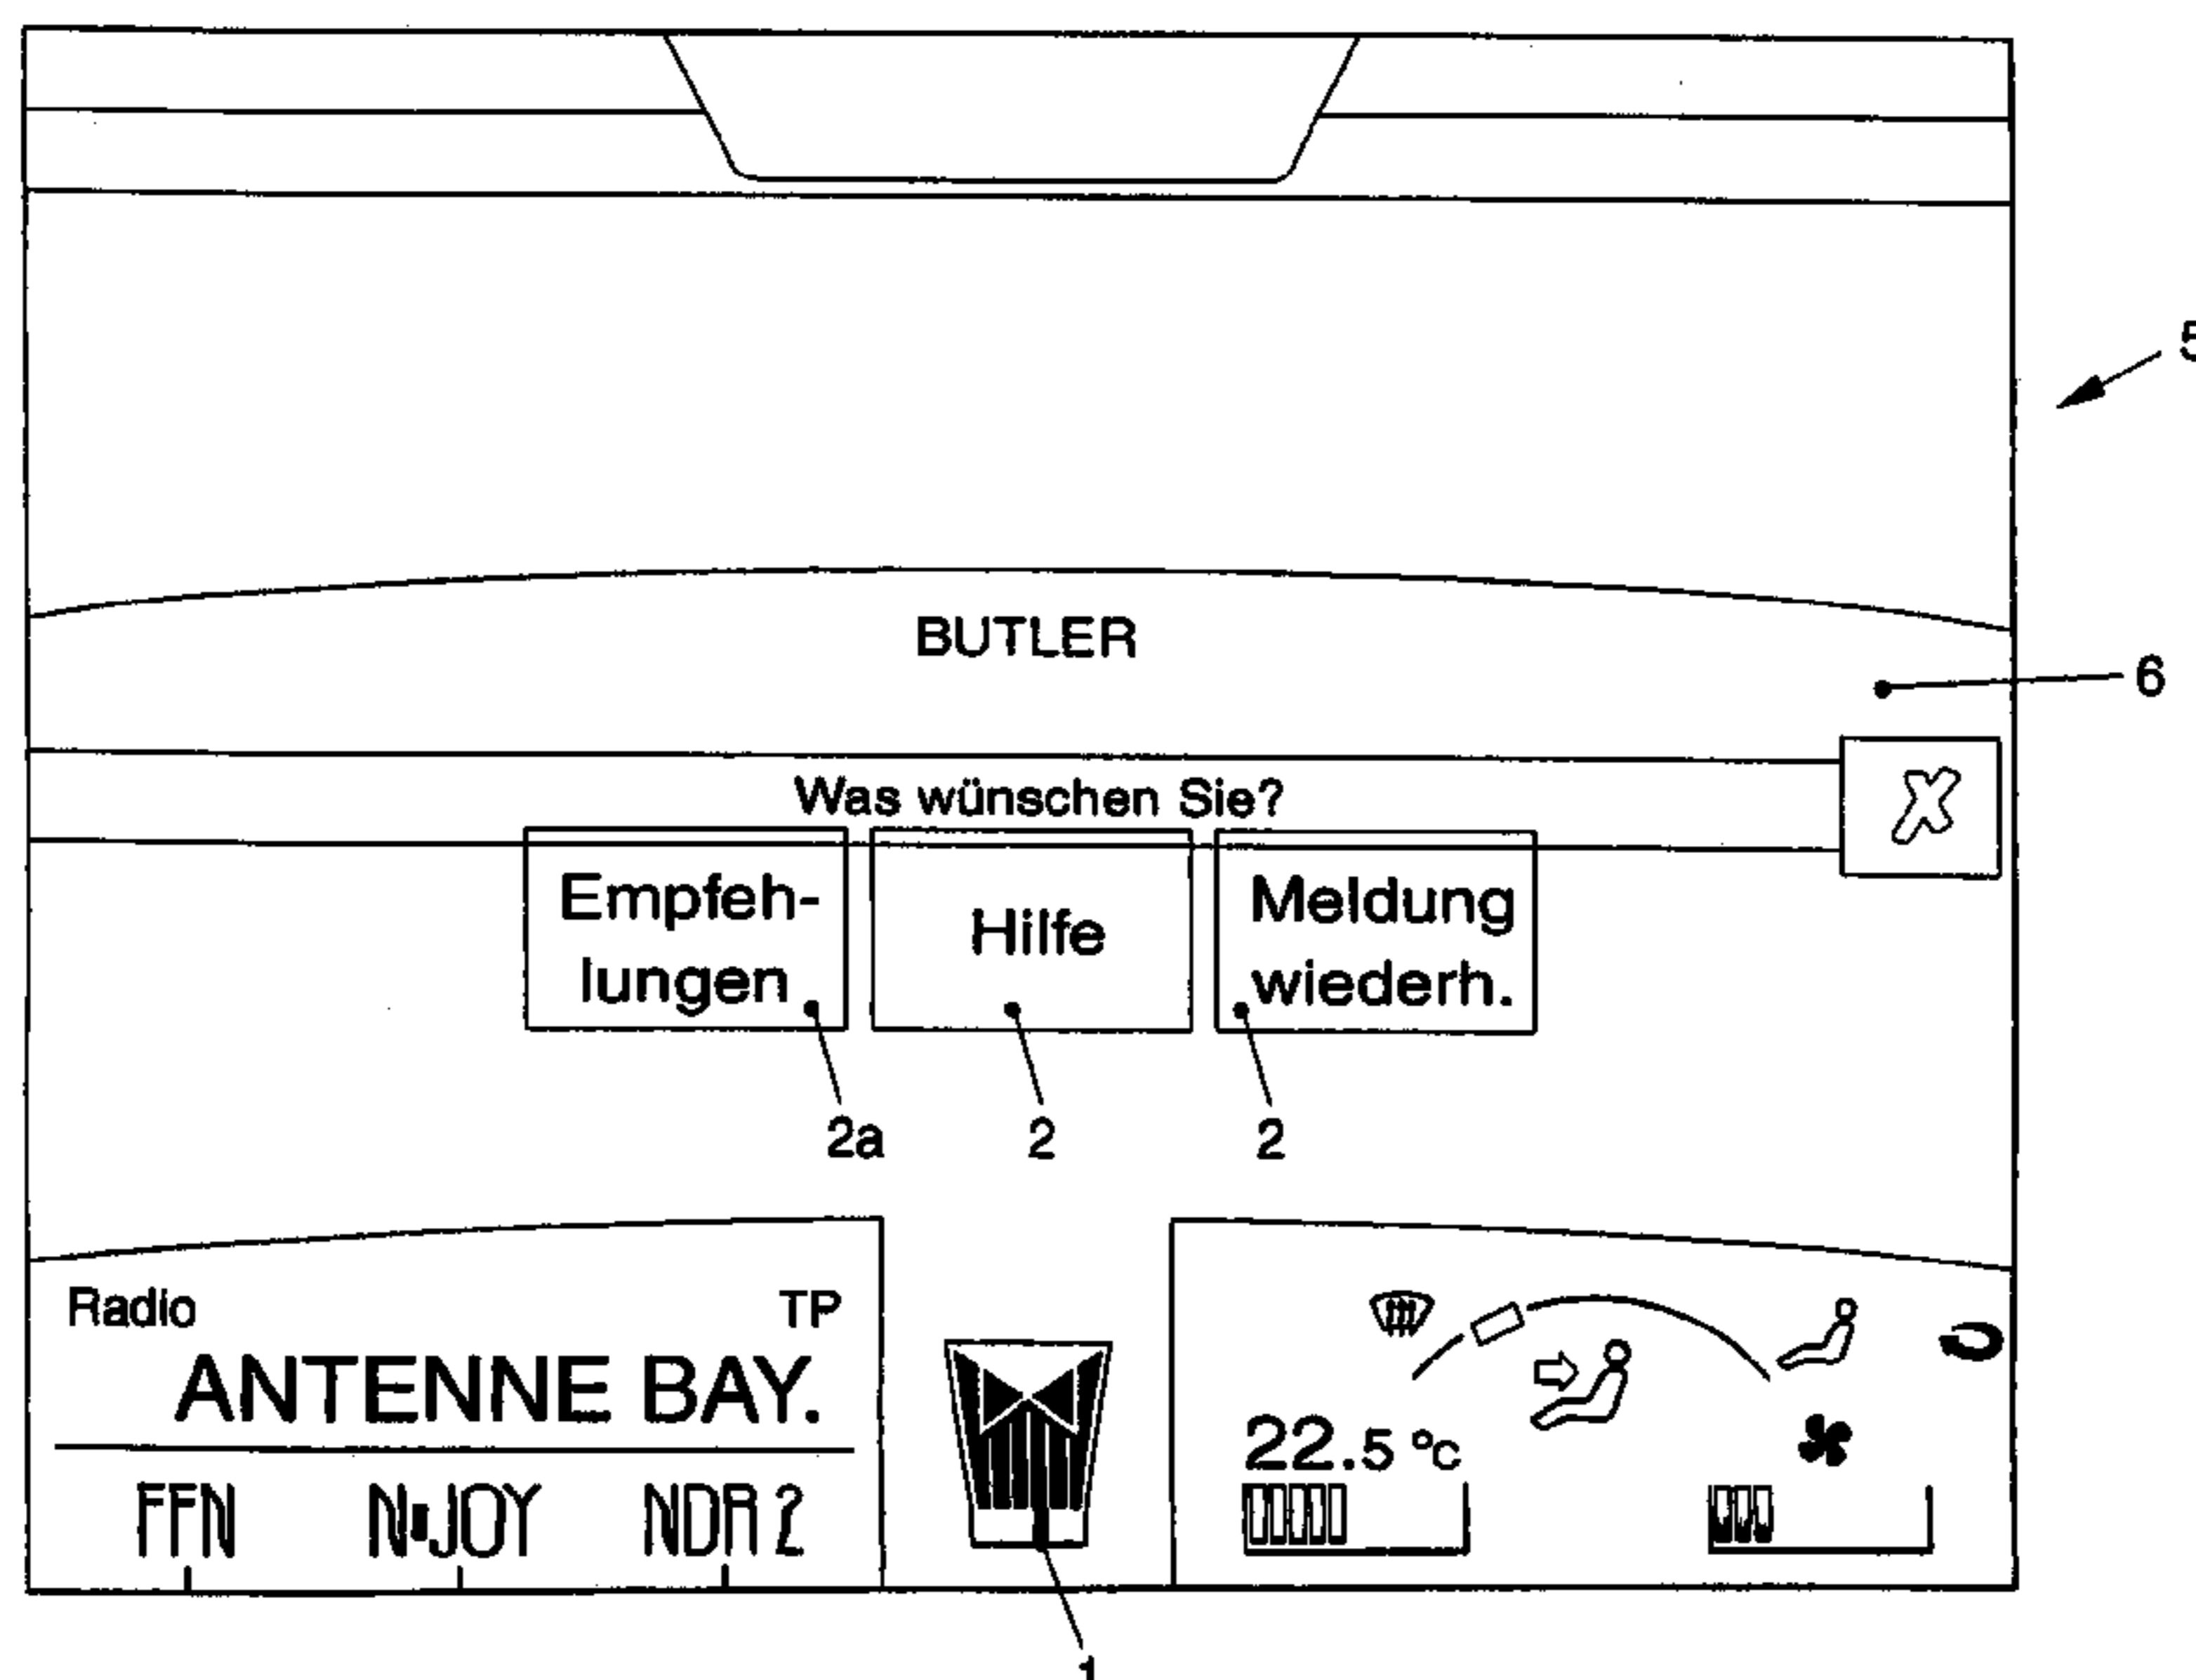 5
BUTLER
6
Was wünschen Sie?
X
Empfeh-
lungen
Hilfe
Meldung
wiederh.
2a
2
2
Radio
TP
ANTENNE BAY.
22.5 °C
FFN
N•JOY
NDR 2
1